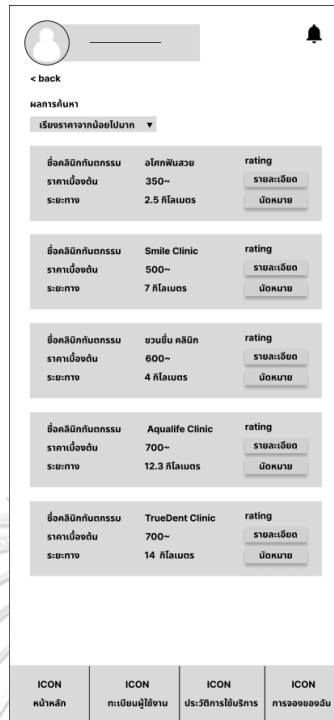 < back
ผลการค้นหา
เรียงราคาจากน้อยไปมาก ▼
ชื่อคลินิกทันตกรรม อโศกฟันสวย rating
ราคาเบื้องต้น 350~ รายละเอียด
ระยะทาง 2.5 กิโลเมตร นัดหมาย
ชื่อคลินิกทันตกรรม Smile Clinic rating
ราคาเบื้องต้น 500~ รายละเอียด
ระยะทาง 7 กิโลเมตร นัดหมาย
ชื่อคลินิกทันตกรรม ชวนชื่น คลินิก rating
ราคาเบื้องต้น 600~ รายละเอียด
ระยะทาง 4 กิโลเมตร นัดหมาย
ชื่อคลินิกทันตกรรม Aqualife Clinic rating
ราคาเบื้องต้น 700~ รายละเอียด
ระยะทาง 12.3 กิโลเมตร นัดหมาย
ชื่อคลินิกทันตกรรม TrueDent Clinic rating
ราคาเบื้องต้น 700~ รายละเอียด
ระยะทาง 14 กิโลเมตร นัดหมาย
ICON ICON ICON ICON
หน้าหลัก ทะเบียนผู้ใช้งาน ประวัติการใช้บริการ การจองของฉัน